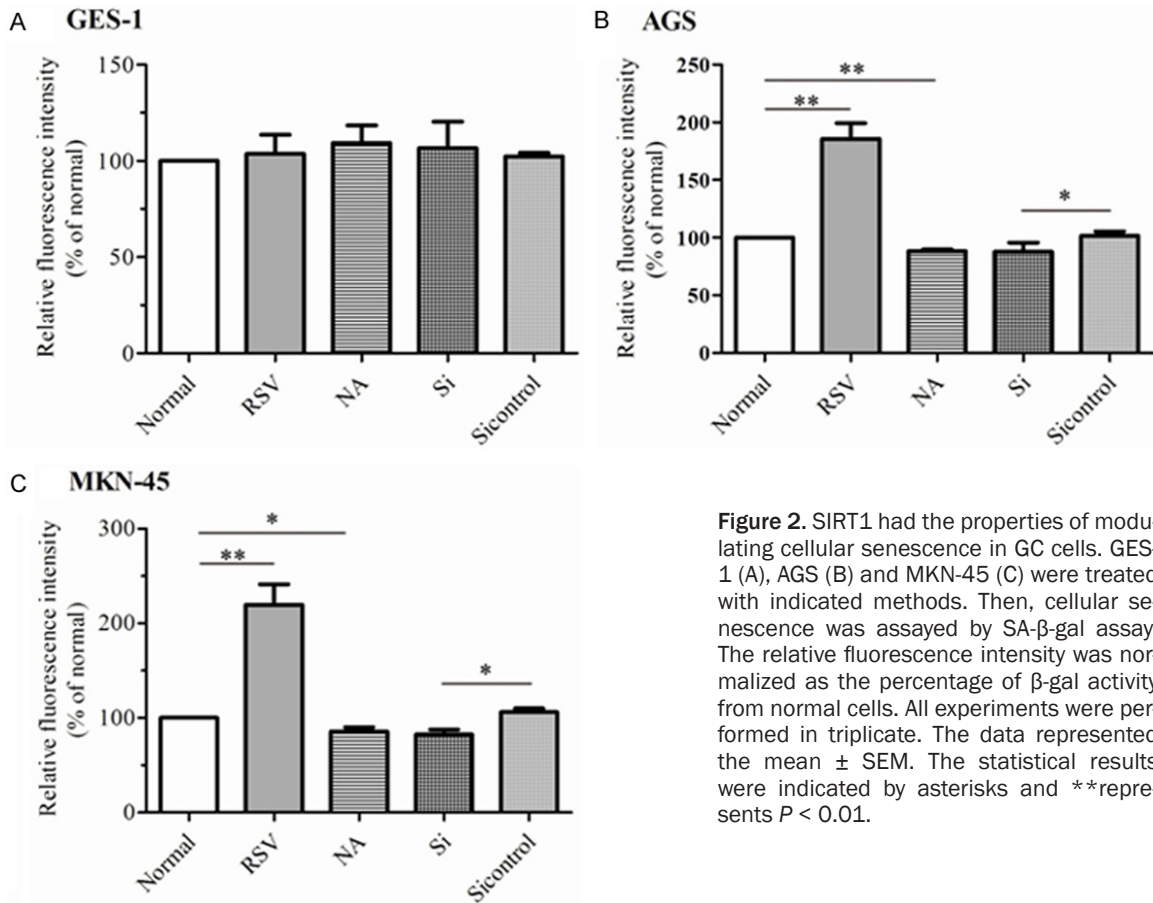 A GES-1
Relative fluorescence intensity
(% of normal)
150
100
50
0
Normal
RSV
NA
Si
Sicontrol
B AGS
Relative fluorescence intensity
(% of normal)
250
200
150
100
50
0
**
**
*
Normal
RSV
NA
Si
Sicontrol
C MKN-45
Relative fluorescence intensity
(% of normal)
300
200
100
0
*
**
*
Normal
RSV
NA
Si
Sicontrol
Figure 2. SIRT1 had the properties of modu-
lating cellular senescence in GC cells. GES-
1 (A), AGS (B) and MKN-45 (C) were treated
with indicated methods. Then, cellular se-
nescence was assayed by SA-β-gal assay.
The relative fluorescence intensity was nor-
malized as the percentage of β-gal activity
from normal cells. All experiments were per-
formed in triplicate. The data represented
the mean ± SEM. The statistical results
were indicated by asterisks and **repre-
sents P < 0.01.